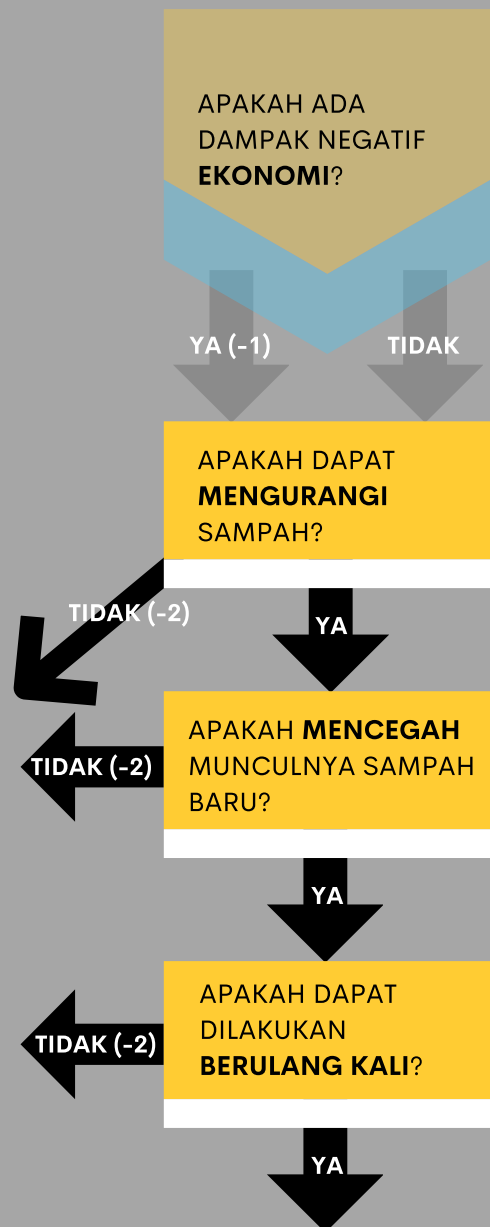 APAKAH ADA
DAMPAK NEGATIF
EKONOMI?
YA (-1)
TIDAK
APAKAH DAPAT
MENGURANGI
SAMPAH?
TIDAK (-2)
YA
APAKAH MENCEGAH
MUNCULNYA SAMPAH
BARU?
TIDAK (-2)
YA
APAKAH DAPAT
DILAKUKAN
BERULANG KALI?
TIDAK (-2)
YA